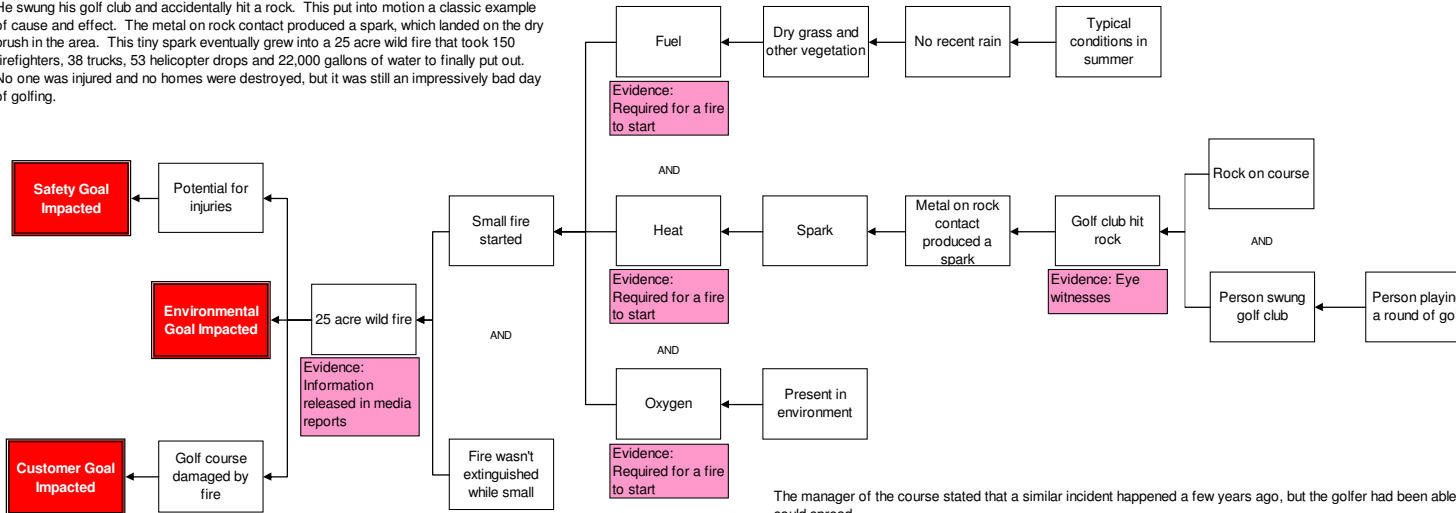 He swung his golf club and accidentally hit a rock.  This put into motion a classic example
of cause and effect.  The metal on rock contact produced a spark, which landed on the dry
brush in the area.  This tiny spark eventually grew into a 25 acre wild fire that took 150
firefighters, 38 trucks, 53 helicopter drops and 22,000 gallons of water to finally put out.
No one was injured and no homes were destroyed, but it was still an impressively bad day
of golfing.
Fuel
Dry grass and
other vegetation
No recent rain
Typical
conditions in
summer
Evidence:
Required for a fire
to start
AND
Safety Goal
Impacted
Potential for
injuries
Small fire
started
Heat
Spark
Metal on rock
contact
produced a
spark
Golf club hit
rock
Rock on course
AND
Evidence:
Required for a fire
to start
Evidence: Eye
witnesses
Person swung
golf club
Person playin
a round of go
Environmental
Goal Impacted
25 acre wild fire
AND
AND
Evidence:
Information
released in media
reports
Oxygen
Present in
environment
Evidence:
Required for a fire
to start
Customer Goal
Impacted
Golf course
damaged by
fire
Fire wasn't
extinguished
while small
The manager of the course stated that a similar incident happened a few years ago, but the golfer had been able
could spread